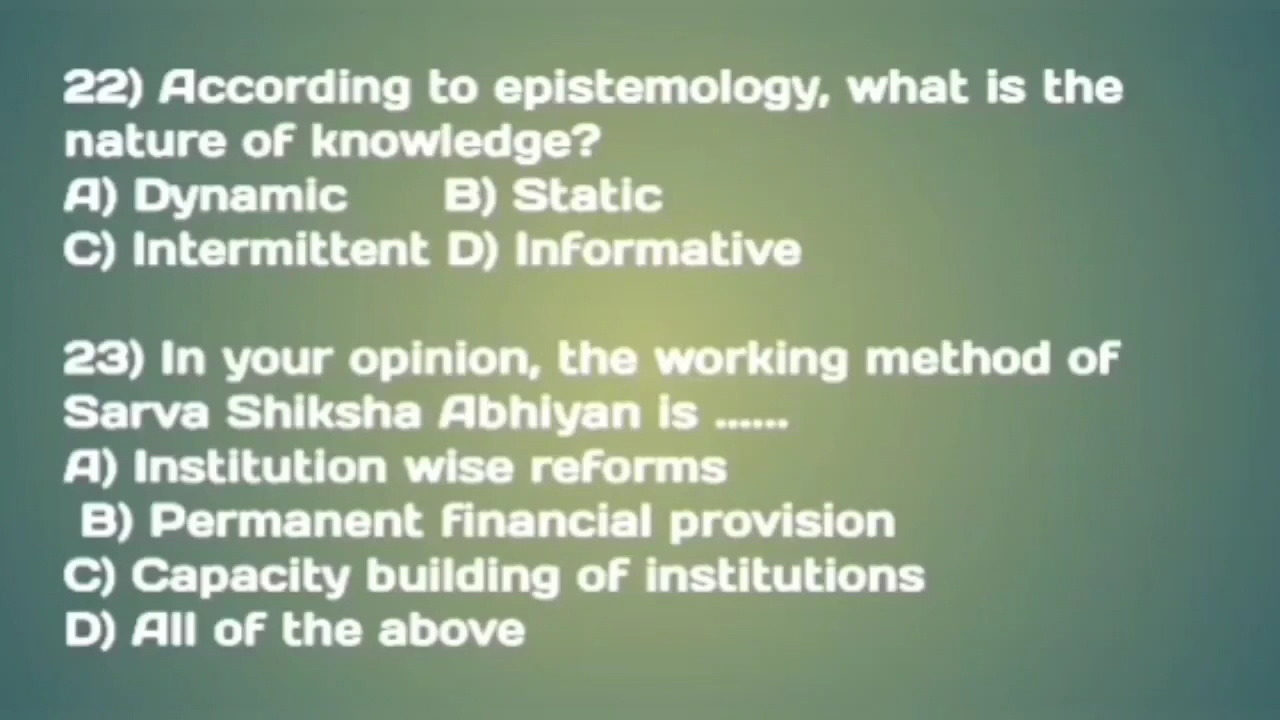 22) According to epistemology, what is the
nature of knowledge?
A) Dynamic B) Static
C) Intermittent D) Informative
23) In your opinion, the working method of
Sarva Shiksha Abhiyan is ......
A) Institution wise reforms
B) Permanent financial provision
C) Capacity building of institutions
D) All of the above